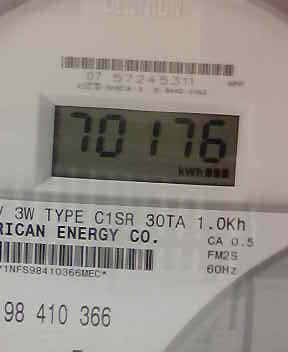 07 57245311
70176
kWh
V 3W TYPE C1SR 30TA 1.0Kh
RICAN ENERGY CO.
CA 0.5
FM2S
60Hz
*1NFS98410366MEC*
98 410 366